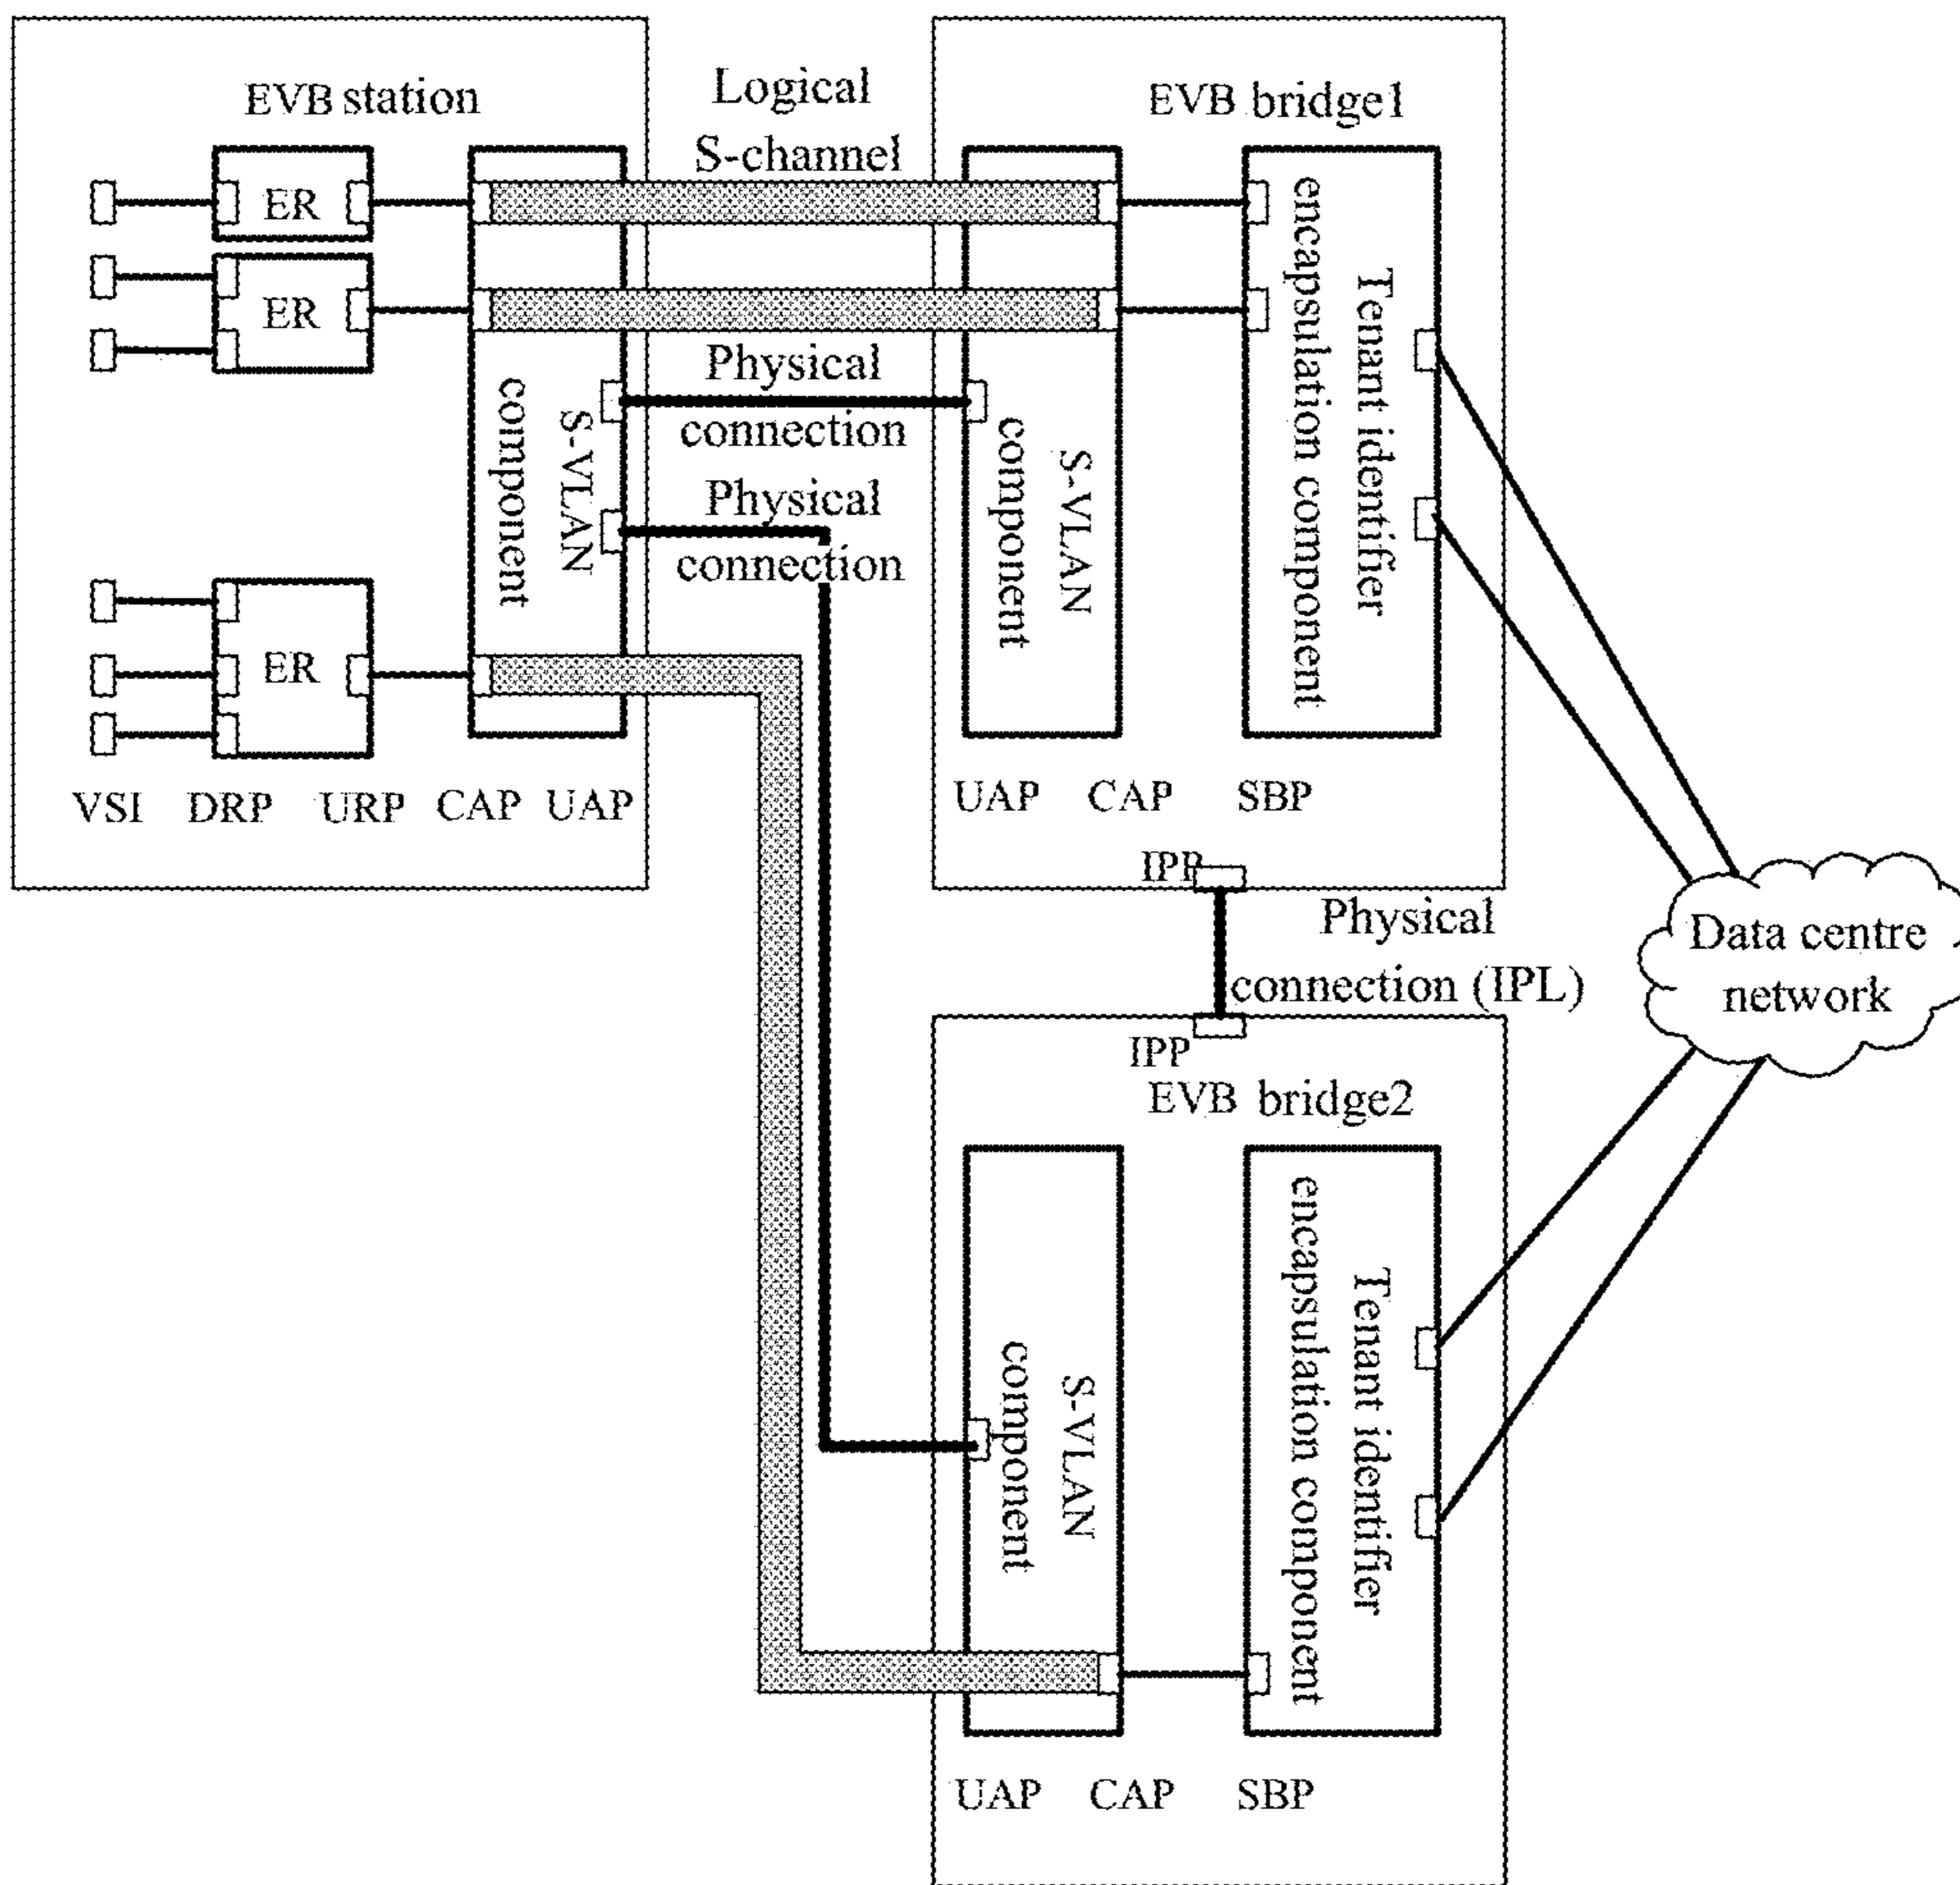 EVB station
Logical
S-channel
EVB bridge1
ER
ER
ER
S-VLAN
component
Physical
connection
Physical
connection
S-VLAN
component
Tenant identifier
encapsulation component
VSI DRP URP CAP UAP
UAP CAP SBP
IPP
Physical
connection (IPL)
Data centre
network
IPP
EVB bridge2
S-VLAN
component
Tenant identifier
encapsulation component
UAP CAP SBP